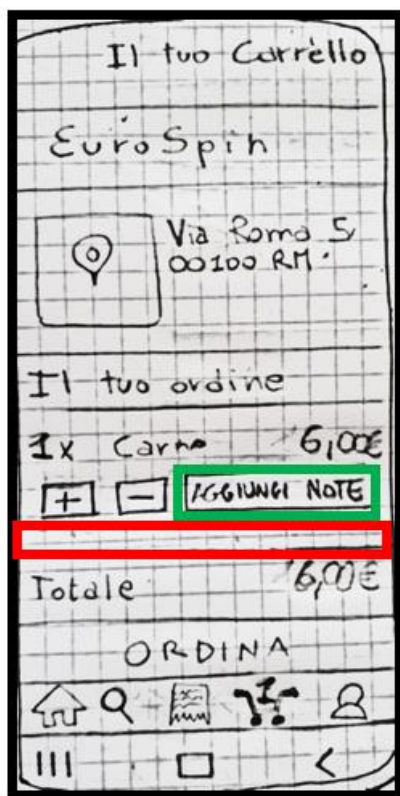 Il tuo Carrello
EuroSpin
Via Roma 5
00100 RM.
Il tuo ordine
1x Carne 6,00€
+ - AGGIUNGI NOTE
Totale 6,00€
ORDINA
1